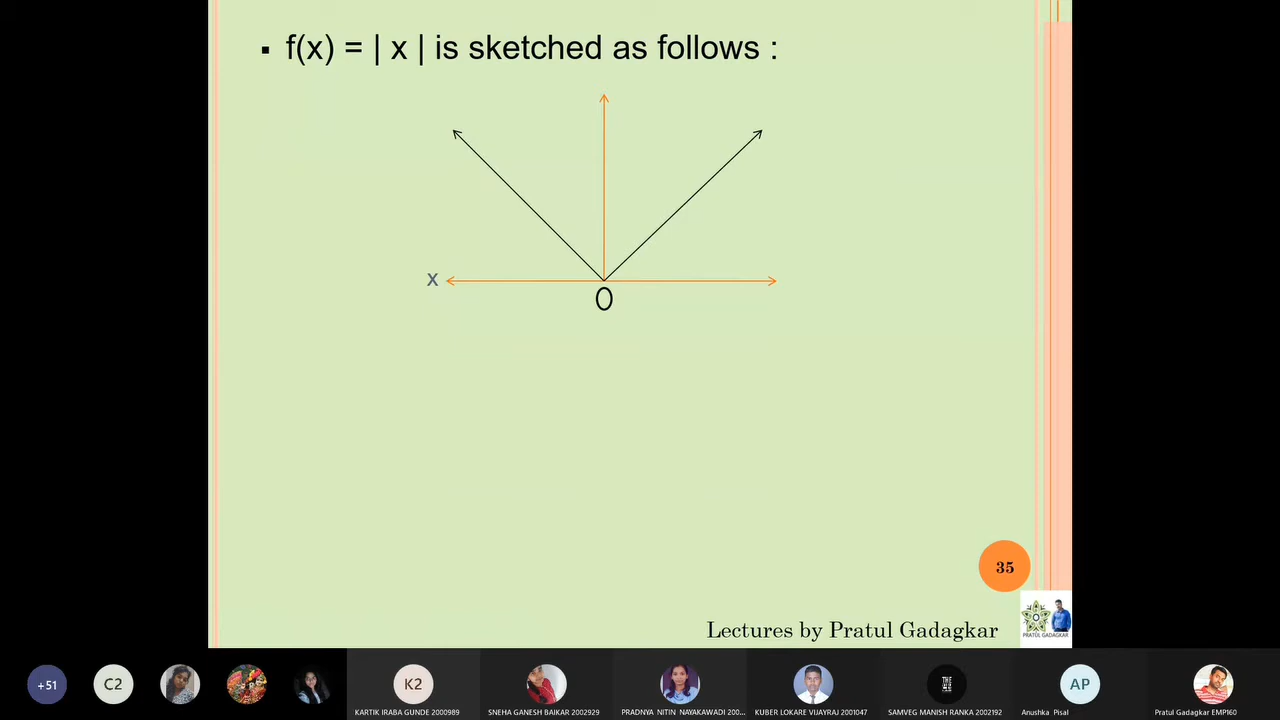 ▪ f(x) = | x | is sketched as follows :
x
0
35
PRATUL GADAGKAR
Lectures by Pratul Gadagkar
+51
C2
K2
AP
KARTIK IRABA GUNDE 2000989
SNEHA GANESH BAIKAR 2002929
PRADNYA NITIN NAYAKAWADI 200...
KUBER LOKARE VIJAYRAJ 2001047
SAMVEG MANISH RANKA 2002192
Anushka Pisal
Pratul Gadagkar EMP160